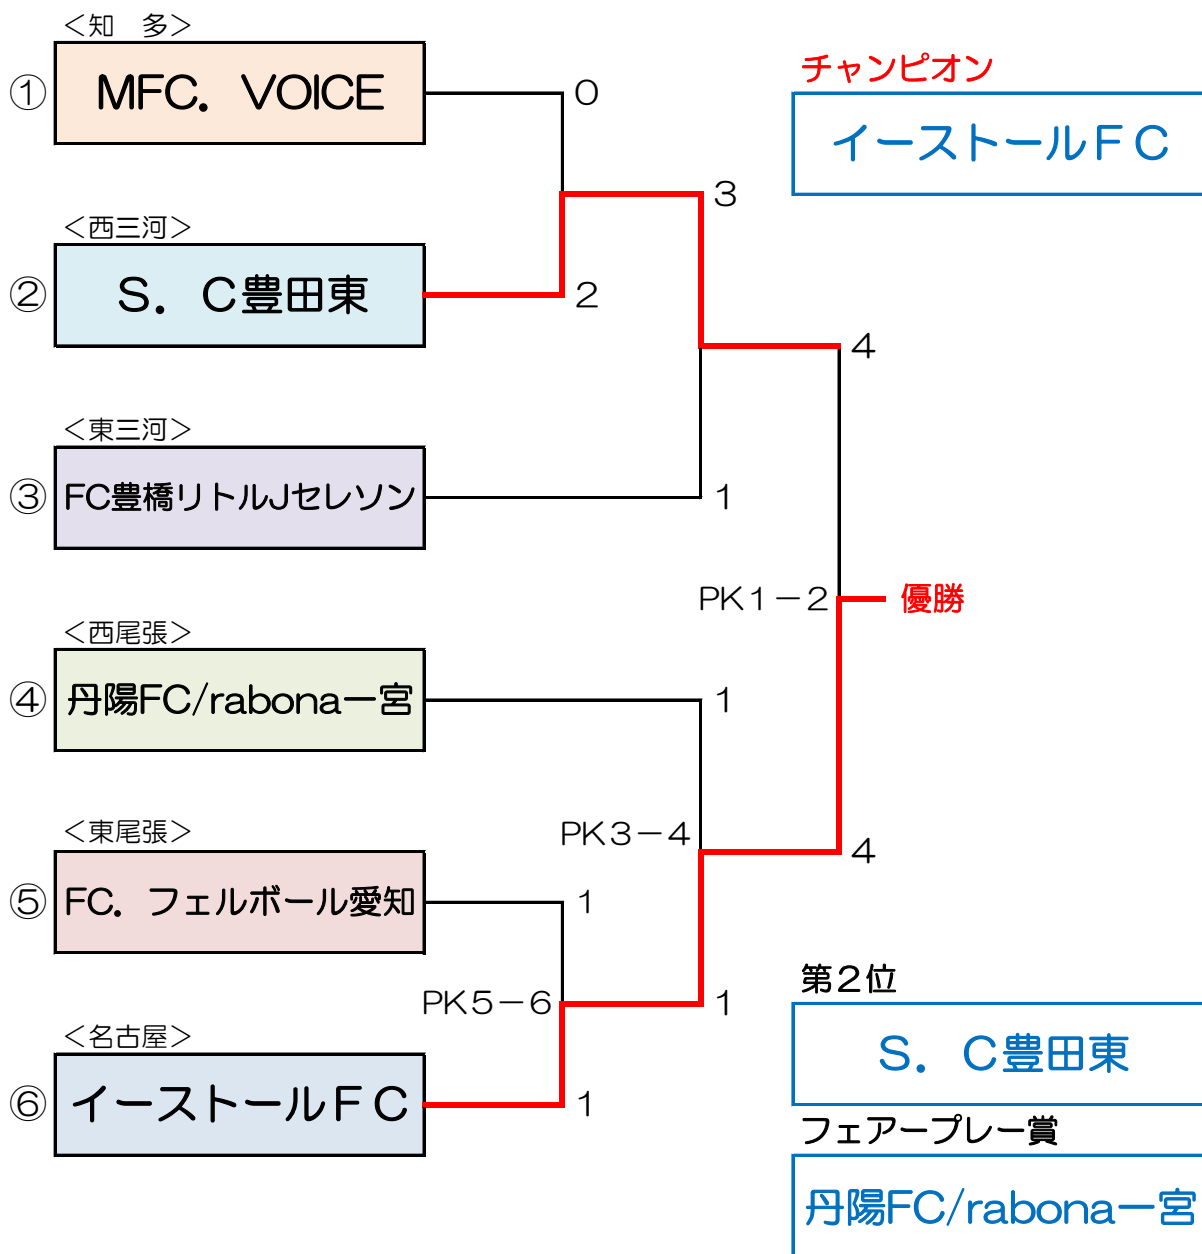 ＜知　多＞
① MFC．VOICE
0
チャンピオン
イーストールＦＣ
3
＜西三河＞
② Ｓ．Ｃ豊田東
2
4
＜東三河＞
③ FC豊橋リトルJセレソン
1
PK１－２
優勝
＜西尾張＞
④ 丹陽FC/rabona一宮
1
PK３－４
4
＜東尾張＞
⑤ FC．フェルボール愛知
1
PK５－６
1
＜名古屋＞
⑥ イーストールＦＣ
1
第２位
Ｓ．Ｃ豊田東
フェアープレー賞
丹陽FC/rabona一宮